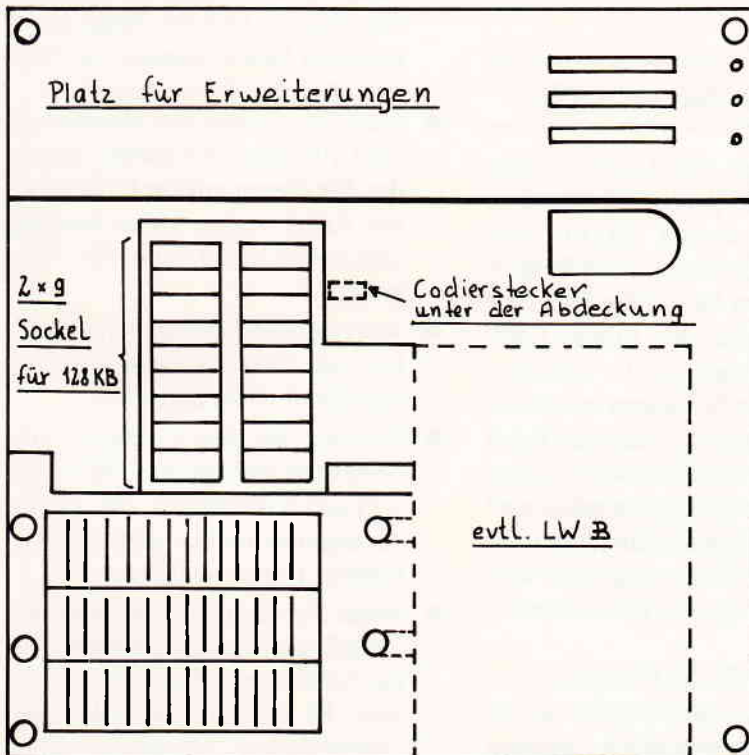 Platz für Erweiterungen
2 × 9
Sockel
für 128 KB
Codierstecker
unter der Abdeckung
evtl. LW B